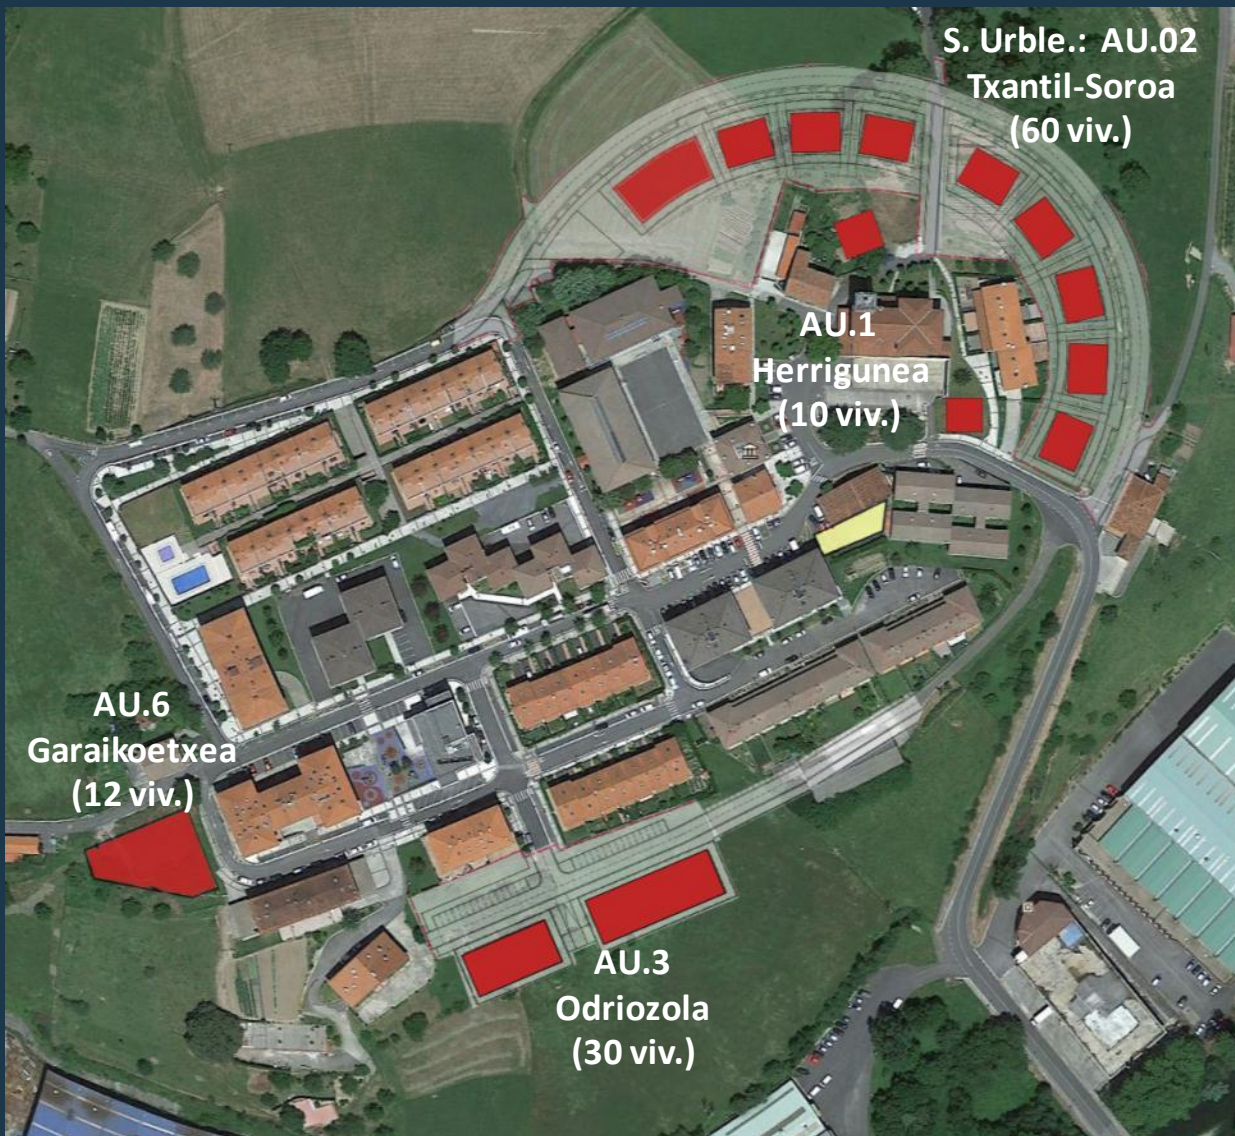 S. Urble.: AU.02
Txantil-Soroa
(60 viv.)
AU.1
Herrigunea
(10 viv.)
AU.6
Garaikoetxea
(12 viv.)
AU.3
Odriozola
(30 viv.)